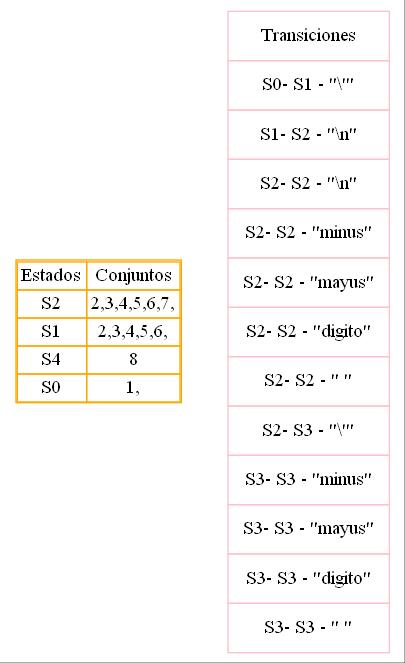 Estados Conjuntos
S2 2,3,4,5,6,7,
S1 2,3,4,5,6,
S4 8
S0 1,
Transiciones
S0- S1 - "\""
S1- S2 - "\n"
S2- S2 - "\n"
S2- S2 - "minus"
S2- S2 - "mayus"
S2- S2 - "digito"
S2- S2 - " "
S2- S3 - "\""
S3- S3 - "minus"
S3- S3 - "mayus"
S3- S3 - "digito"
S3- S3 - " "